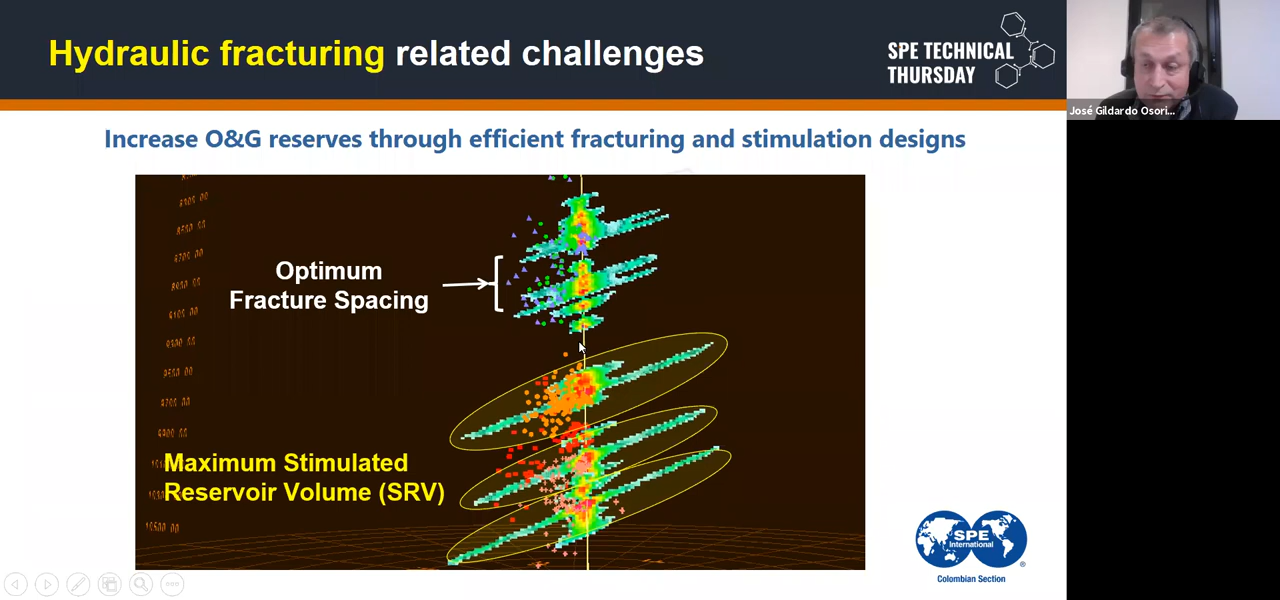 Hydraulic fracturing related challenges
SPE TECHNICAL
THURSDAY
José Gildardo Osori...
Increase O&G reserves through efficient fracturing and stimulation designs
Optimum
Fracture Spacing
Maximum Stimulated
Reservoir Volume (SRV)
SPE
International
®
Colombian Section